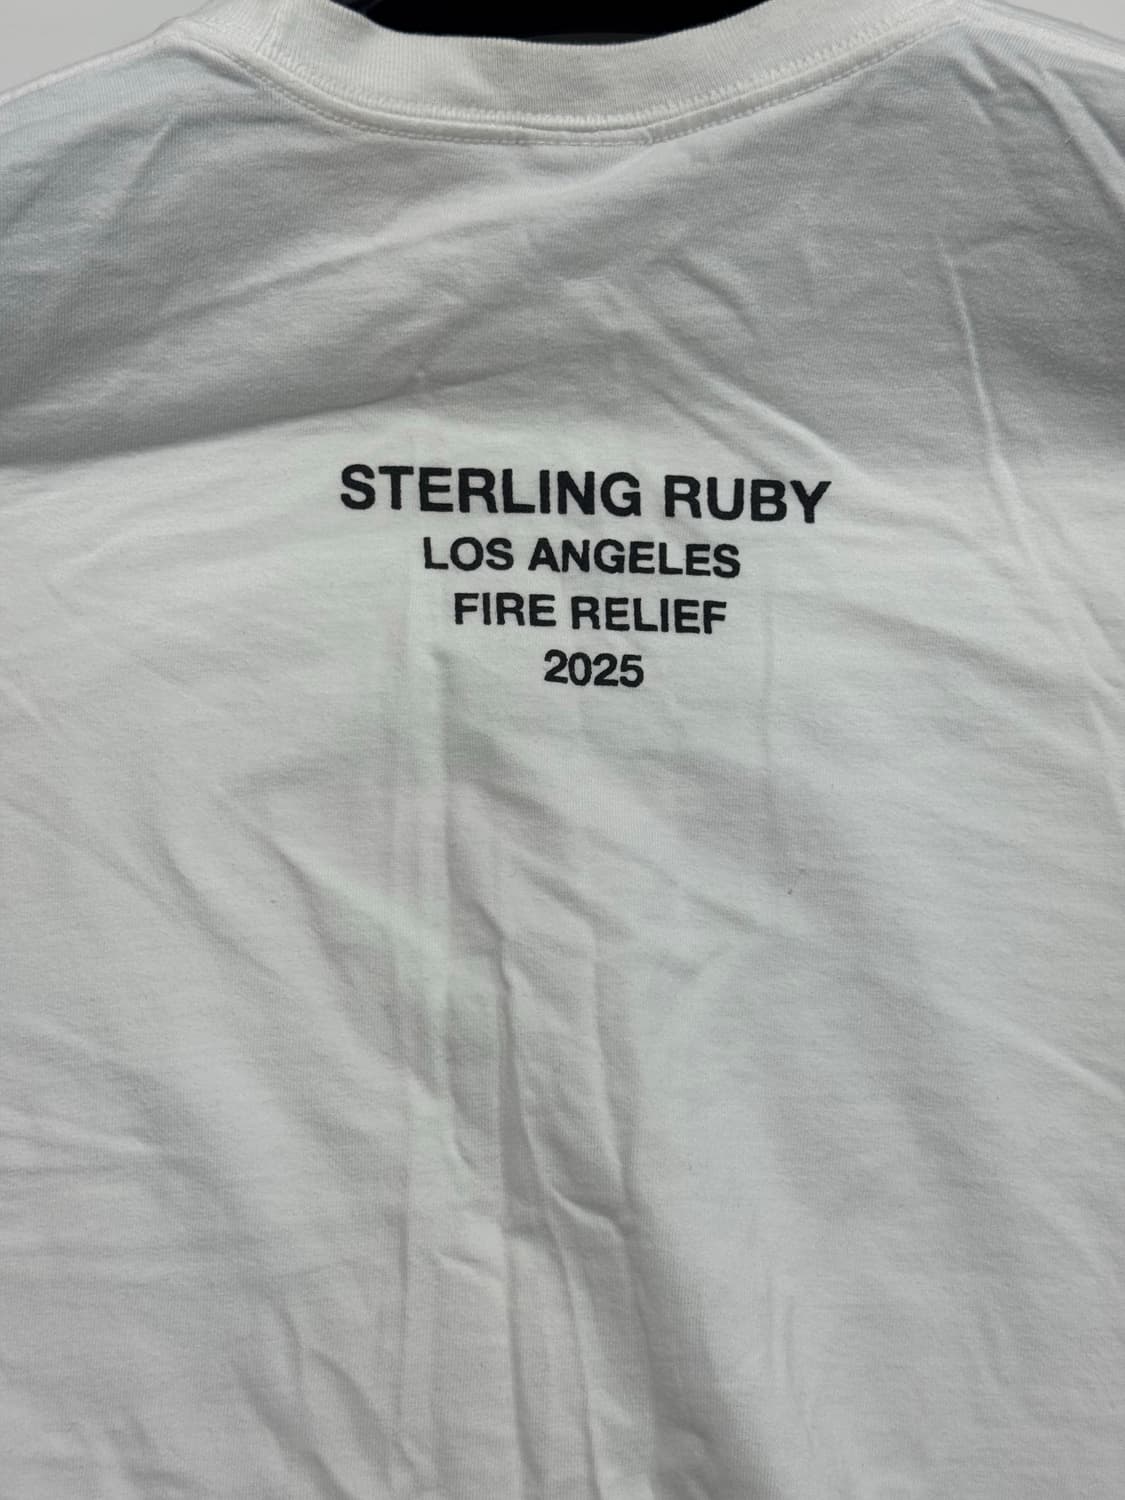 STERLING RUBY
LOS ANGELES
FIRE RELIEF
2025